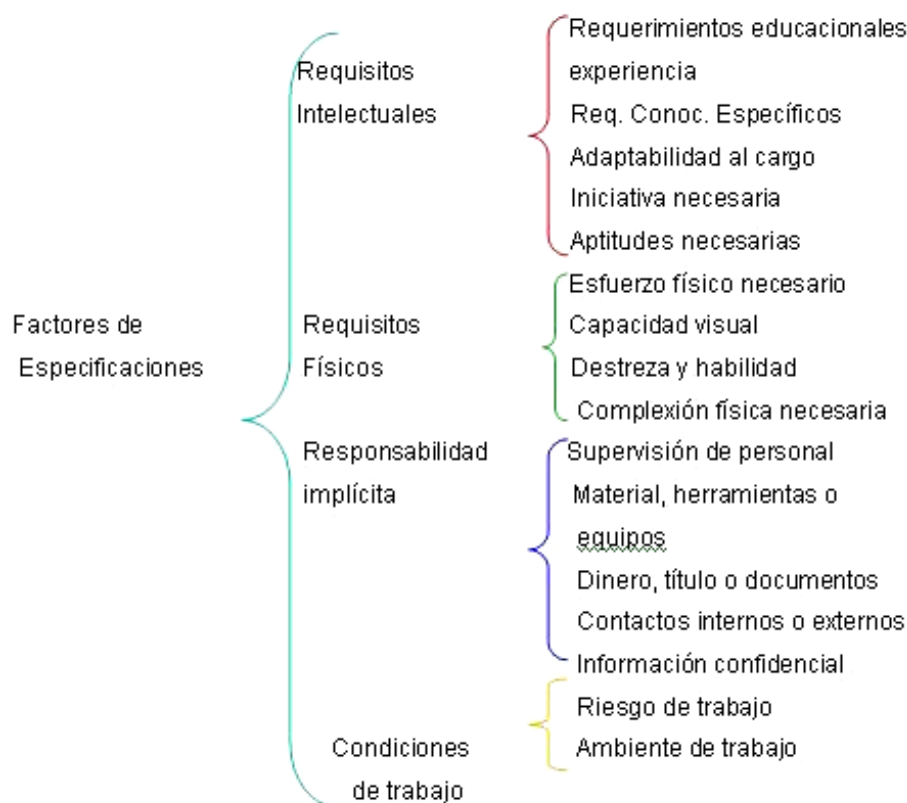 Factores de
Especificaciones
Requisitos
Intelectuales
Requerimientos educacionales
experiencia
Req. Conoc. Específicos
Adaptabilidad al cargo
Iniciativa necesaria
Aptitudes necesarias
Requisitos
Físicos
Esfuerzo físico necesario
Capacidad visual
Destreza y habilidad
Complexión física necesaria
Responsabilidad
implícita
Supervisión de personal
Material, herramientas o
equipos
Dinero, título o documentos
Contactos internos o externos
Información confidencial
Condiciones
de trabajo
Riesgo de trabajo
Ambiente de trabajo